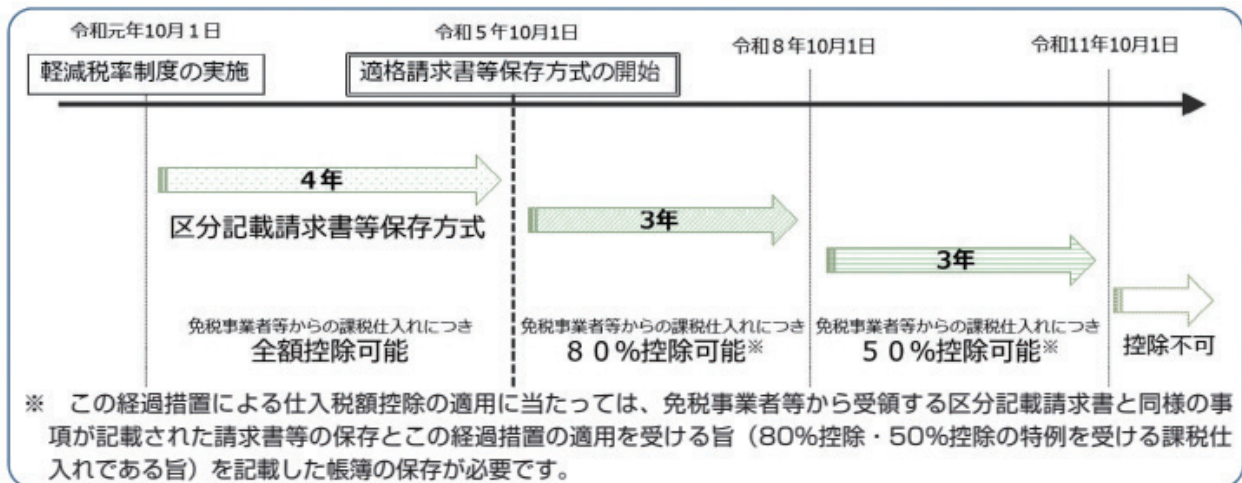 令和元年10月１日
令和５年10月1日
令和８年10月1日
令和11年10月1日
軽減税率制度の実施
適格請求書等保存方式の開始
４年
区分記載請求書等保存方式
3年
3年
免税事業者等からの課税仕入れにつき
全額控除可能
免税事業者等からの課税仕入れにつき
８０%控除可能※
免税事業者等からの課税仕入れにつき
５０%控除可能※
控除不可
※　この経過措置による仕入税額控除の適用に当たっては、免税事業者等から受領する区分記載請求書と同様の事
項が記載された請求書等の保存とこの経過措置の適用を受ける旨（80%控除・50%控除の特例を受ける課税仕
入れである旨）を記載した帳簿の保存が必要です。